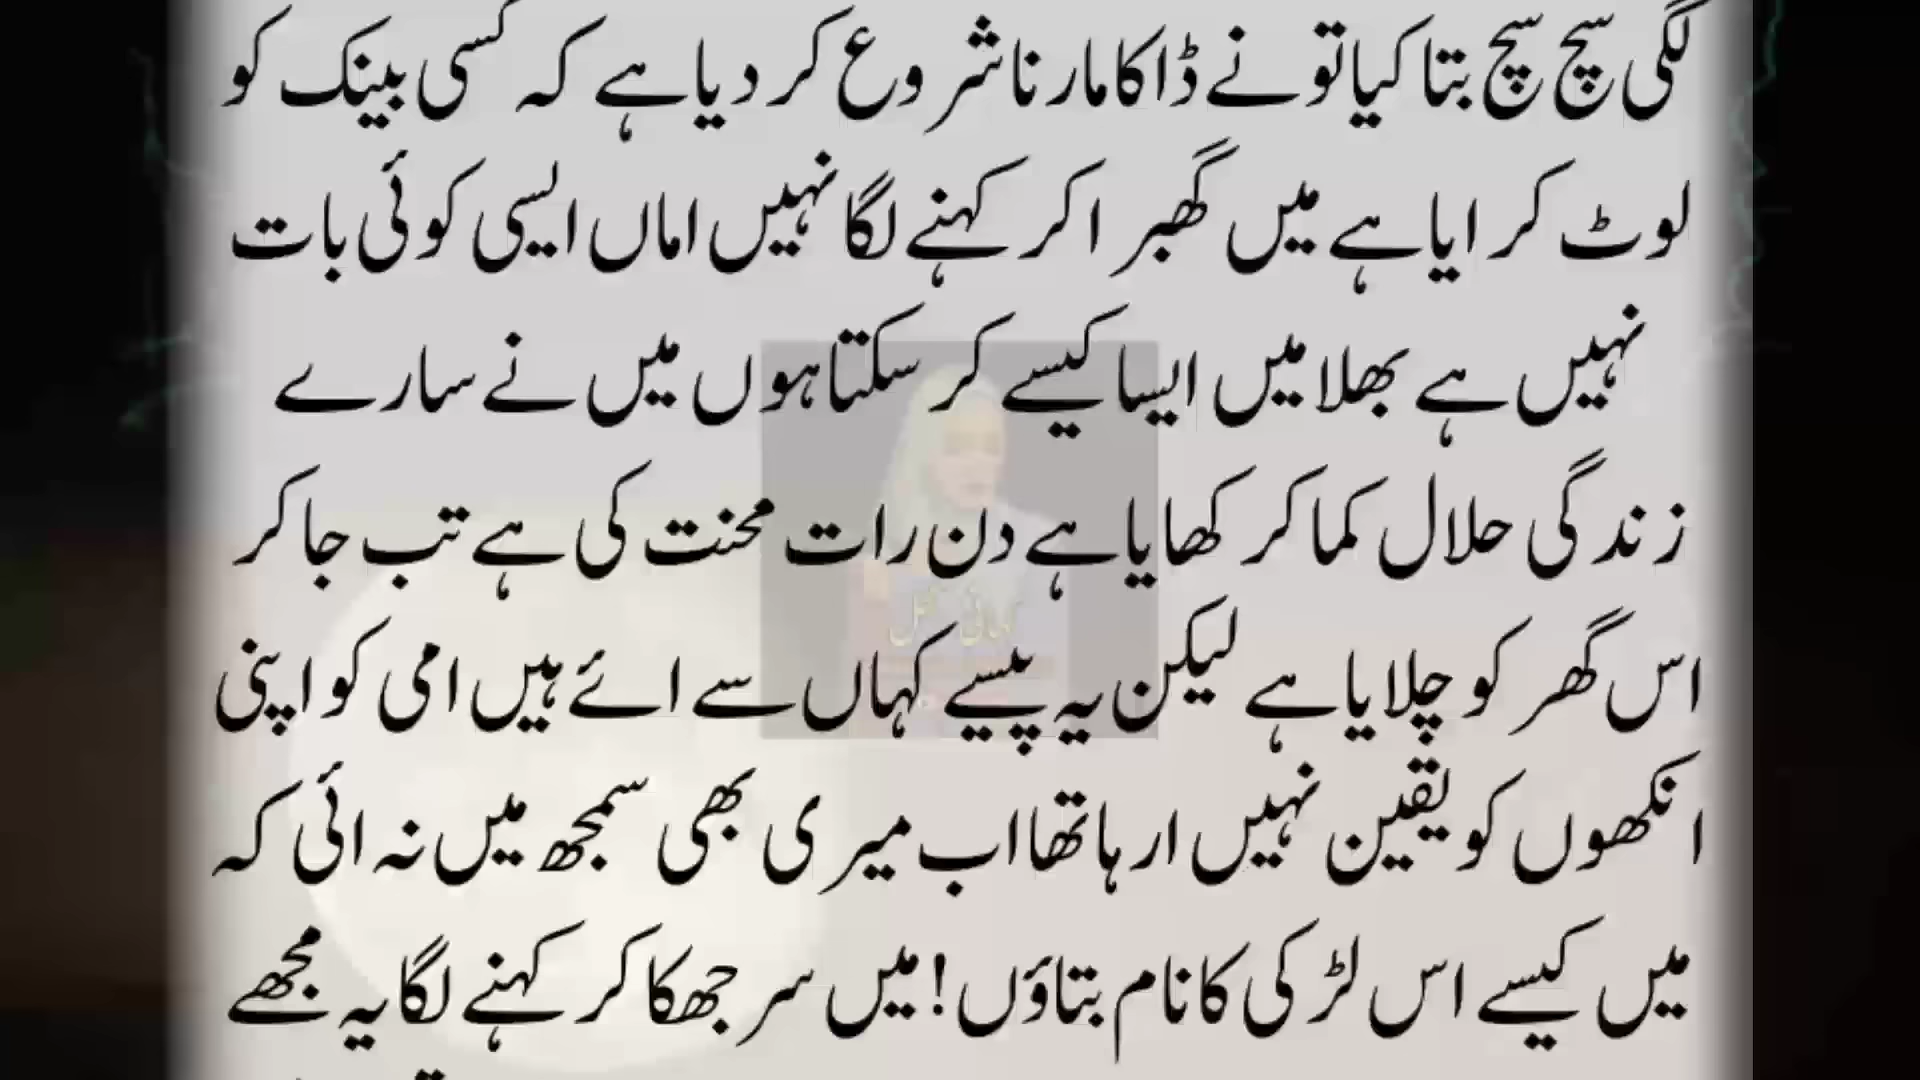 لگی سچ سچ بتا کیا تو نے ڈاکا مارنا شروع کر دیا ہے کہ کسی بینک کو
لوٹ کر ایا ہے میں گھبرا کر کہنے لگا نہیں اماں ایسی کوئی بات
نہیں ہے بھلا میں ایسا کیسے کر سکتا ہوں میں نے سارے
زندگی حلال کما کر کھایا ہے دن رات محنت کی ہے تب جا کر
اس گھر کو چلایا ہے لیکن یہ پیسے کہاں سے ائے ہیں امی کو اپنی
انکھوں کو یقین نہیں ارہا تھا اب میری بھی سمجھ میں نہ ائی کہ
میں کیسے اس لڑکی کا نام بتاؤں! میں سر جھکا کر کہنے لگا یہ مجھے